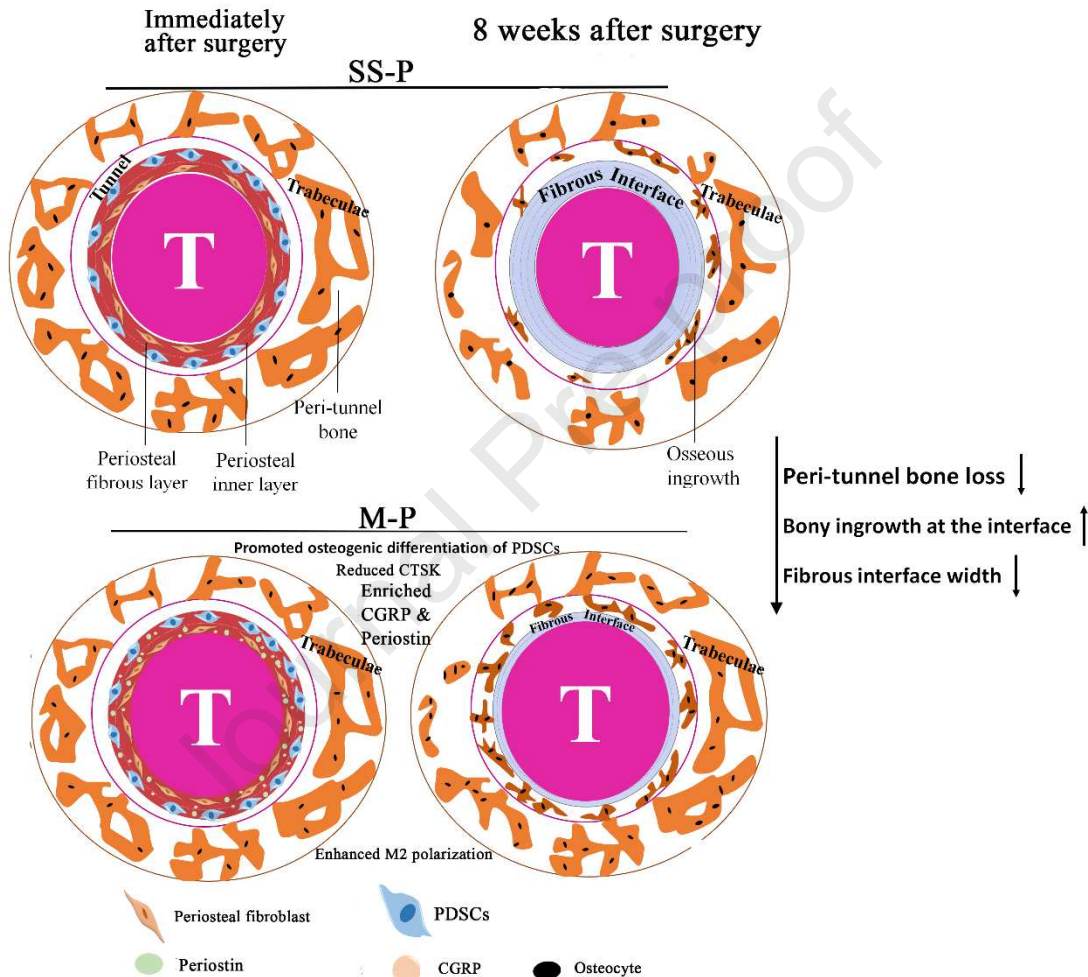 Immediately
after surgery
8 weeks after surgery
SS-P
Tunnel
Trabeculae
T
Fibrous Interface
Trabeculae
T
Peri-tunnel
bone
Periosteal
fibrous layer
Periosteal
inner layer
Osseous
ingrowth
Peri-tunnel bone loss ↓
Bony ingrowth at the interface ↑
Fibrous interface width ↓
M-P
Promoted osteogenic differentiation of PDSCs
Reduced CTSK
Enriched
CGRP &
Periostin
Trabeculae
T
Fibrous Interface
Trabeculae
T
Enhanced M2 polarization
Periosteal fibroblast
PDSCs
Periostin
CGRP
Osteocyte
Journal Pre-proof